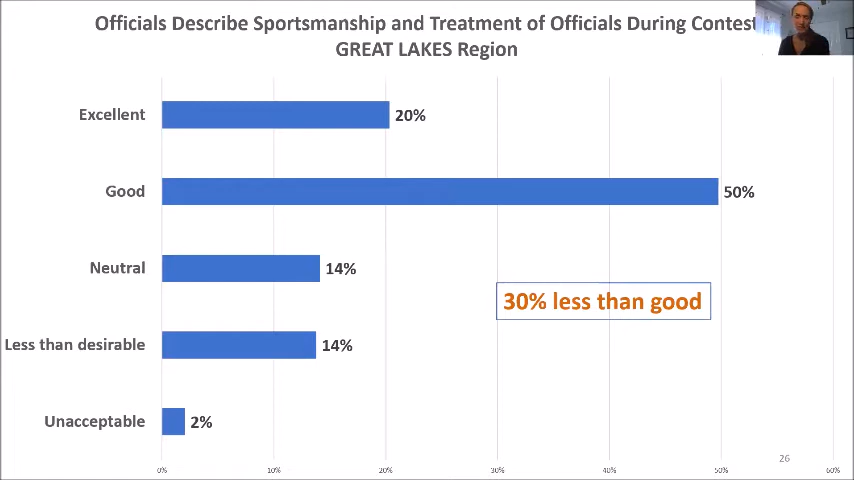 Officials Describe Sportsmanship and Treatment of Officials During Contest
GREAT LAKES Region
Excellent
20%
Good
50%
Neutral
14%
30% less than good
Less than desirable
14%
Unacceptable
2%
26
0%
10%
20%
30%
40%
50%
60%